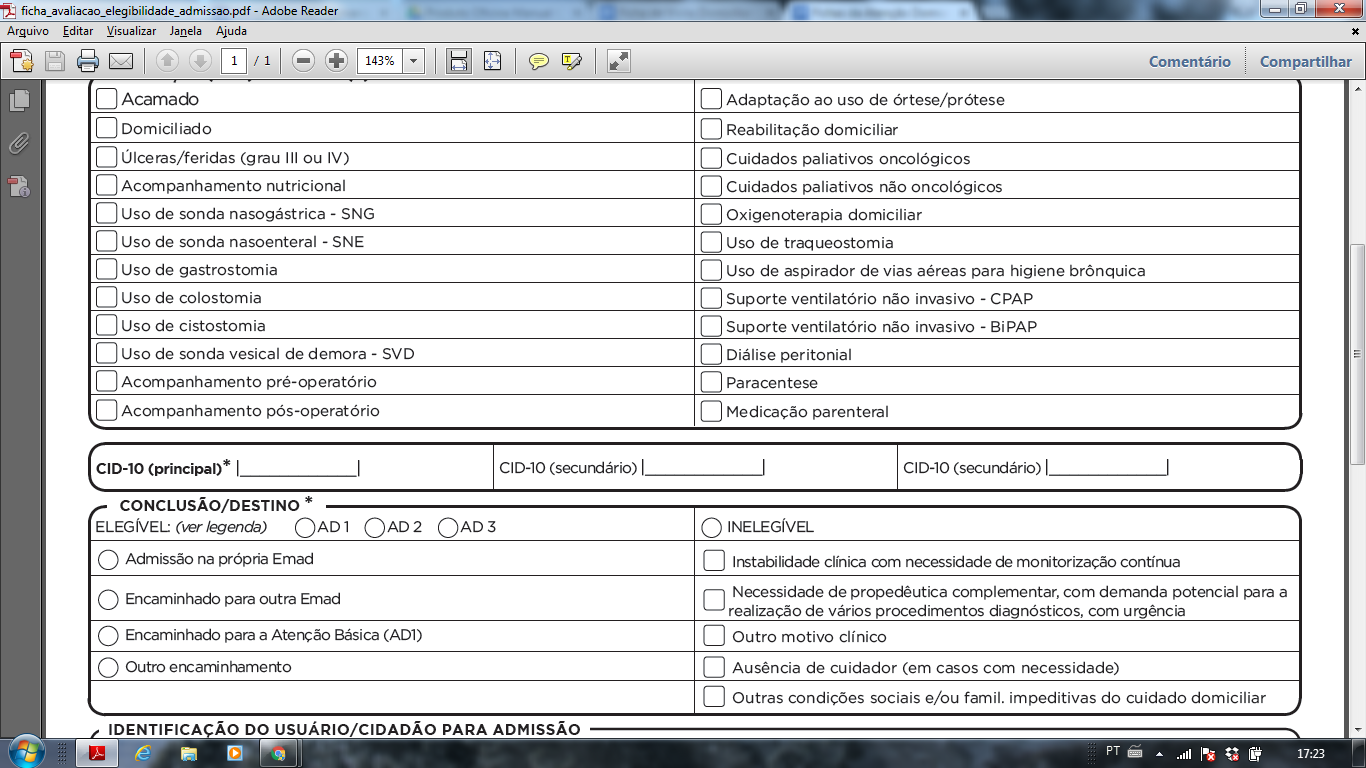 ficha_avaliacao_elegibilidade_admissao.pdf - Adobe Reader
Arquivo Editar Visualizar Janela Ajuda
1 / 1 143% Comentário Compartilhar
Acamado
Domiciliado
Úlceras/feridas (grau III ou IV)
Acompanhamento nutricional
Uso de sonda nasogástrica - SNG
Uso de sonda nasoenteral - SNE
Uso de gastrostomia
Uso de colostomia
Uso de cistostomia
Uso de sonda vesical de demora - SVD
Acompanhamento pré-operatório
Acompanhamento pós-operatório
Adaptação ao uso de órtese/prótese
Reabilitação domiciliar
Cuidados paliativos oncológicos
Cuidados paliativos não oncológicos
Oxigenoterapia domiciliar
Uso de traqueostomia
Uso de aspirador de vias aéreas para higiene brônquica
Suporte ventilatório não invasivo - CPAP
Suporte ventilatório não invasivo - BiPAP
Diálise peritonial
Paracentese
Medicação parenteral
CID-10 (principal)* CID-10 (secundário) CID-10 (secundário)
CONCLUSÃO/DESTINO *
ELEGÍVEL: (ver legenda) AD 1 AD 2 AD 3
Admissão na própria Emad
Encaminhado para outra Emad
Encaminhado para a Atenção Básica (AD1)
Outro encaminhamento
INELEGÍVEL
Instabilidade clínica com necessidade de monitorização contínua
Necessidade de propedêutica complementar, com demanda potencial para a
realização de vários procedimentos diagnósticos, com urgência
Outro motivo clínico
Ausência de cuidador (em casos com necessidade)
Outras condições sociais e/ou famil. impeditivas do cuidado domiciliar
IDENTIFICAÇÃO DO USUÁRIO/CIDADÃO PARA ADMISSÃO
PT 17:23